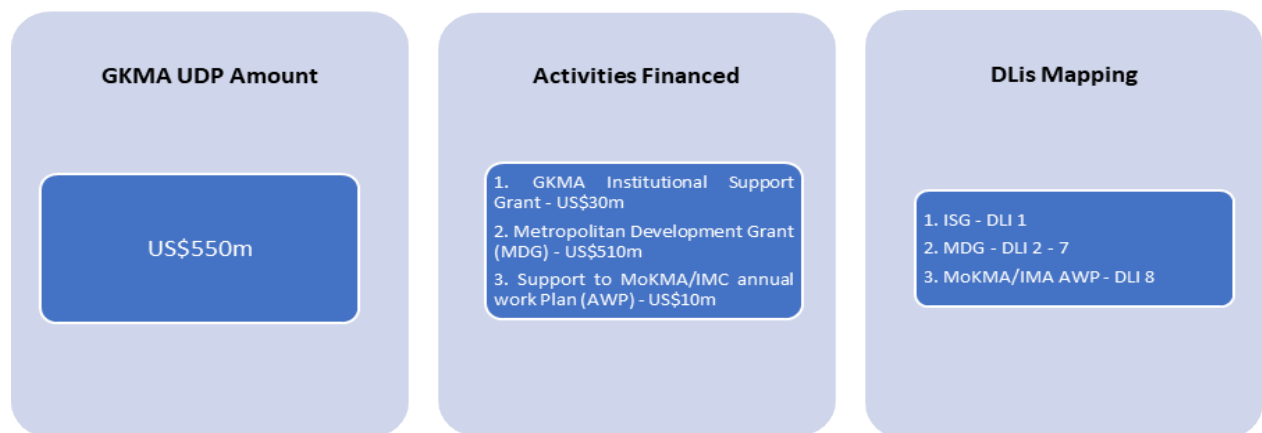 GKMA UDP Amount
US$550m
Activities Financed
1. GKMA Institutional Support
Grant - US$30m
2. Metropolitan Development Grant
(MDG) - US$510m
3. Support to MoKMA/IMC annual
work Plan (AWP) - US$10m
DLis Mapping
1. ISG - DLI 1
2. MDG - DLI 2 - 7
3. MoKMA/IMA AWP - DLI 8